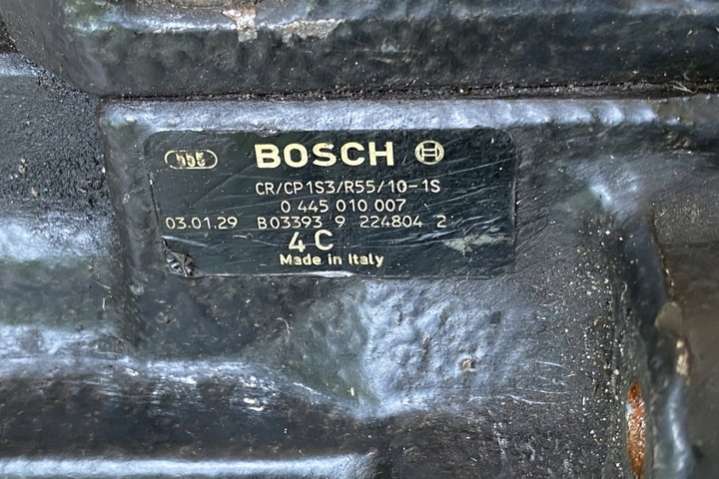 555 BOSCH
CR/CP1S3/R55/10-1S
0 445 010 007
03.01.29 B03393 9 224804 2
4 C
Made in Italy